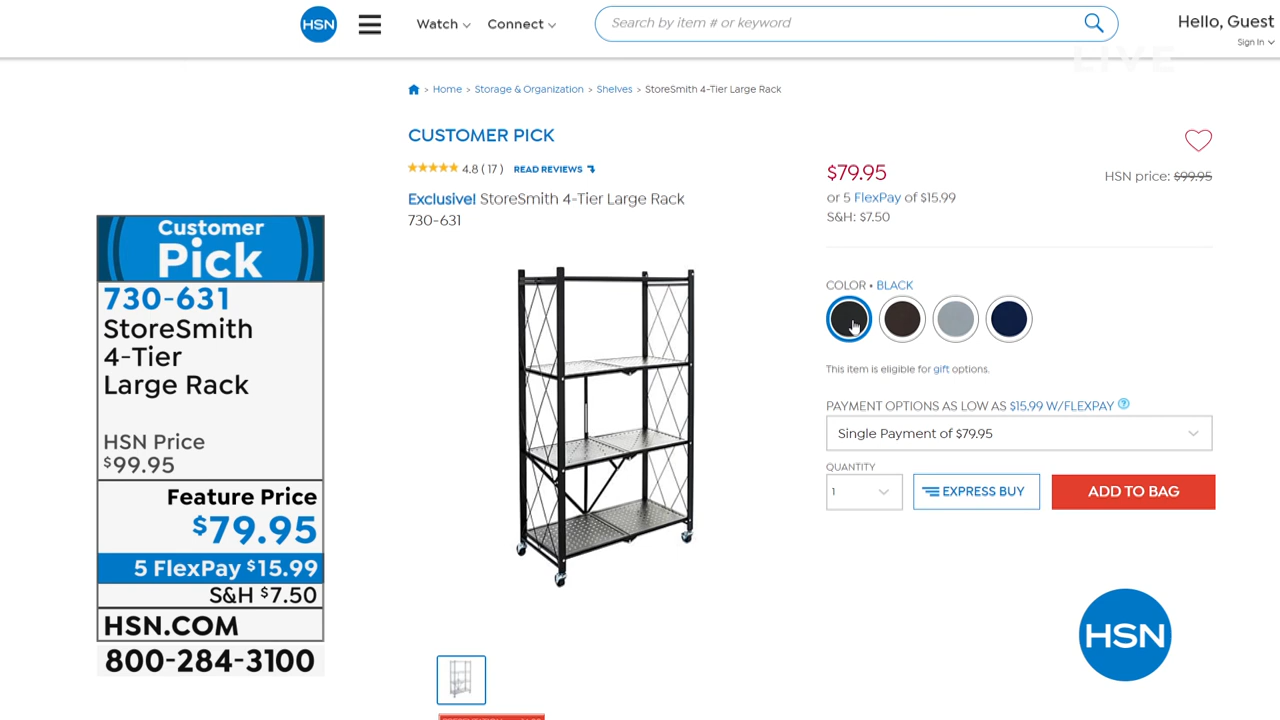 HSN
Watch
Connect
Search by item # or keyword
Hello, Guest
Sign In
LIVE
> Home > Storage & Organization > Shelves > StoreSmith 4-Tier Large Rack
CUSTOMER PICK
4.8 ( 17 ) READ REVIEWS
Exclusive! StoreSmith 4-Tier Large Rack
730-631
$79.95
HSN price: $99.95
or 5 FlexPay of $15.99
S&H: $7.50
COLOR • BLACK
This item is eligible for gift options.
PAYMENT OPTIONS AS LOW AS $15.99 W/FLEXPAY ?
Single Payment of $79.95
QUANTITY
1
EXPRESS BUY
ADD TO BAG
Customer
Pick
730-631
StoreSmith
4-Tier
Large Rack
HSN Price
$99.95
Feature Price
$79.95
5 FlexPay $15.99
S&H $7.50
HSN.COM
800-284-3100
HSN